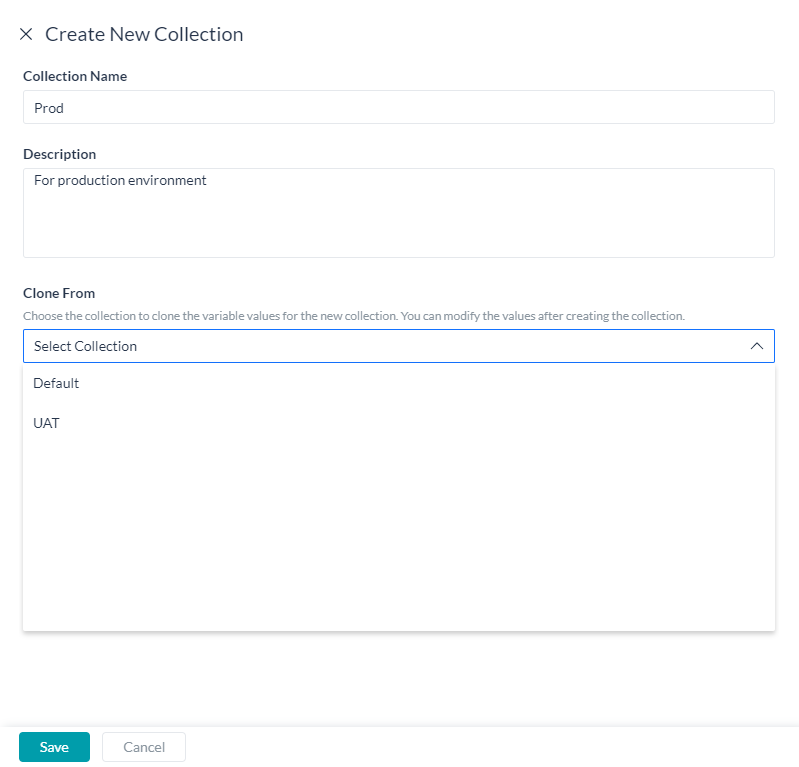 Create New Collection
Collection Name
Prod
Description
For production environment
Clone From
Choose the collection to clone the variable values for the new collection. You can modify the values after creating the collection.
Select Collection
Default
UAT
Save
Cancel